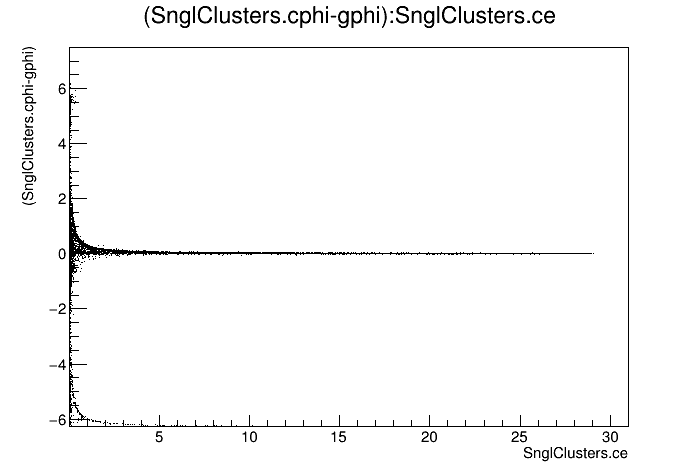 (SnglClusters.cphi-gphi):SnglClusters.ce
(SnglClusters.cphi-gphi)
6
4
2
0
−2
−4
−6
5 10 15 20 25 30
SnglClusters.ce